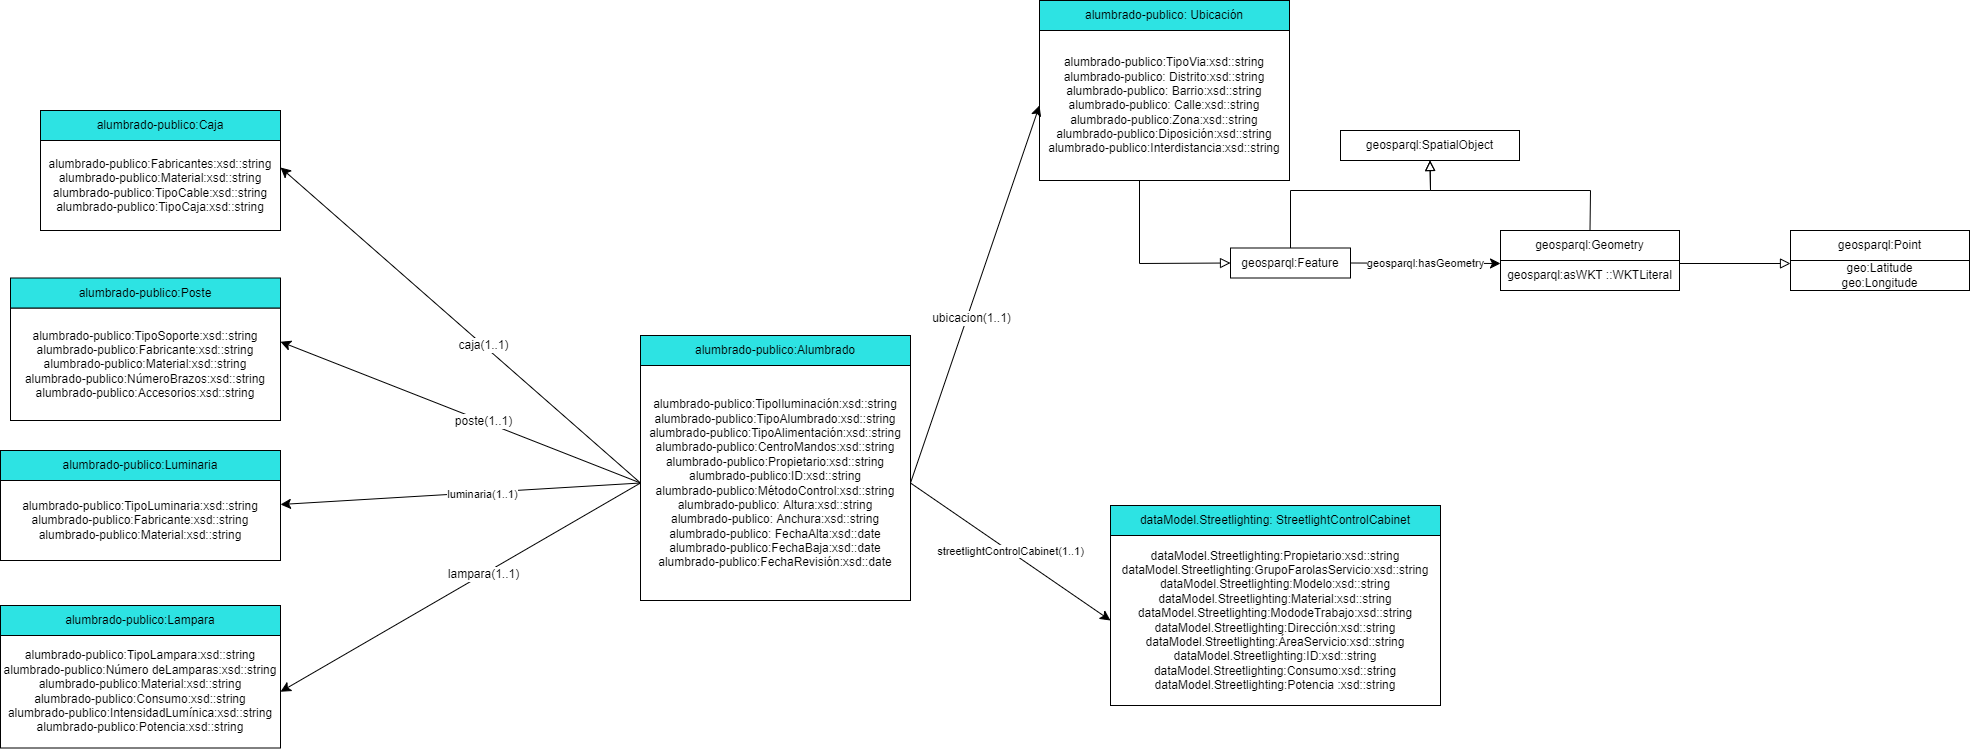 alumbrado-publico: Ubicación
alumbrado-publico:TipoVia:xsd::string
alumbrado-publico: Distrito:xsd::string
alumbrado-publico: Barrio:xsd::string
alumbrado-publico: Calle:xsd::string
alumbrado-publico:Zona:xsd::string
alumbrado-publico:Diposición:xsd::string
alumbrado-publico:Interdistancia:xsd::string
alumbrado-publico:Caja
alumbrado-publico:Fabricantes:xsd::string
alumbrado-publico:Material:xsd::string
alumbrado-publico:TipoCable:xsd::string
alumbrado-publico:TipoCaja:xsd::string
geosparql:SpatialObject
geosparql:Feature
geosparql:hasGeometry
geosparql:Geometry
geosparql:asWKT ::WKTLiteral
geosparql:Point
geo:Latitude
geo:Longitude
alumbrado-publico:Poste
alumbrado-publico:TipoSoporte:xsd::string
alumbrado-publico:Fabricante:xsd::string
alumbrado-publico:Material:xsd::string
alumbrado-publico:NúmeroBrazos:xsd::string
alumbrado-publico:Accesorios:xsd::string
caja(1..1)
poste(1..1)
luminaria(1..1)
lampara(1..1)
ubicacion(1..1)
streetlightControlCabinet(1..1)
alumbrado-publico:Alumbrado
alumbrado-publico:TipoIluminación:xsd::string
alumbrado-publico:TipoAlumbrado:xsd::string
alumbrado-publico:TipoAlimentación:xsd::string
alumbrado-publico:CentroMandos:xsd::string
alumbrado-publico:Propietario:xsd::string
alumbrado-publico:ID:xsd::string
alumbrado-publico:MétodoControl:xsd::string
alumbrado-publico: Altura:xsd::string
alumbrado-publico: Anchura:xsd::string
alumbrado-publico: FechaAlta:xsd::date
alumbrado-publico:FechaBaja:xsd::date
alumbrado-publico:FechaRevisión:xsd::date
alumbrado-publico:Luminaria
alumbrado-publico:TipoLuminaria:xsd::string
alumbrado-publico:Fabricante:xsd::string
alumbrado-publico:Material:xsd::string
dataModel.Streetlighting: StreetlightControlCabinet
dataModel.Streetlighting:Propietario:xsd::string
dataModel.Streetlighting:GrupoFarolasServicio:xsd::string
dataModel.Streetlighting:Modelo:xsd::string
dataModel.Streetlighting:Material:xsd::string
dataModel.Streetlighting:MododeTrabajo:xsd::string
dataModel.Streetlighting:Dirección:xsd::string
dataModel.Streetlighting:ÁreaServicio:xsd::string
dataModel.Streetlighting:ID:xsd::string
dataModel.Streetlighting:Consumo:xsd::string
dataModel.Streetlighting:Potencia :xsd::string
alumbrado-publico:Lampara
alumbrado-publico:TipoLampara:xsd::string
alumbrado-publico:Número deLamparas:xsd::string
alumbrado-publico:Material:xsd::string
alumbrado-publico:Consumo:xsd::string
alumbrado-publico:IntensidadLumínica:xsd::string
alumbrado-publico:Potencia:xsd::string